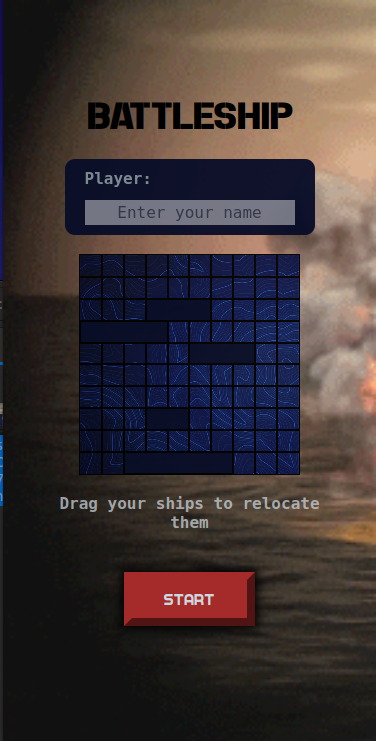 BATTLESHIP
Player:
Enter your name
Drag your ships to relocate
them
START